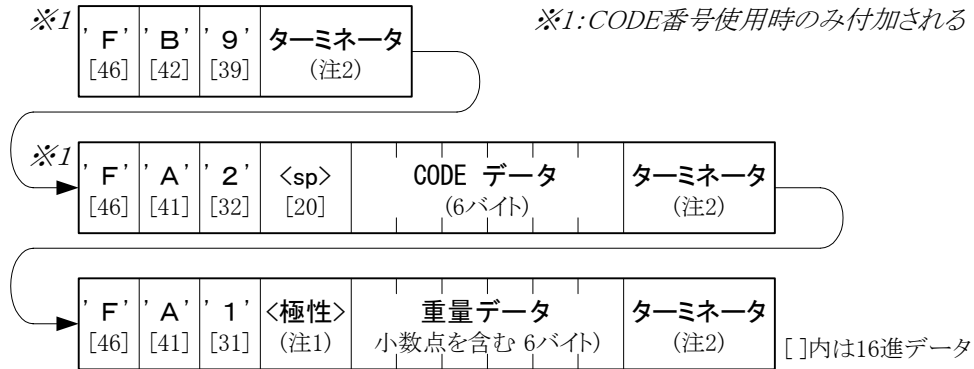 ※1 'F' 'B' '9' ターミネータ ※1:CODE番号使用時のみ付加される
[46] [42] [39] (注2)
※1 'F' 'A' '2' <sp> CODE データ ターミネータ
[46] [41] [32] [20] (6バイト) (注2)
'F' 'A' '1' <極性> 重量データ ターミネータ
[46] [41] [31] (注1) 小数点を含む 6バイト) (注2) [ ]内は16進データ